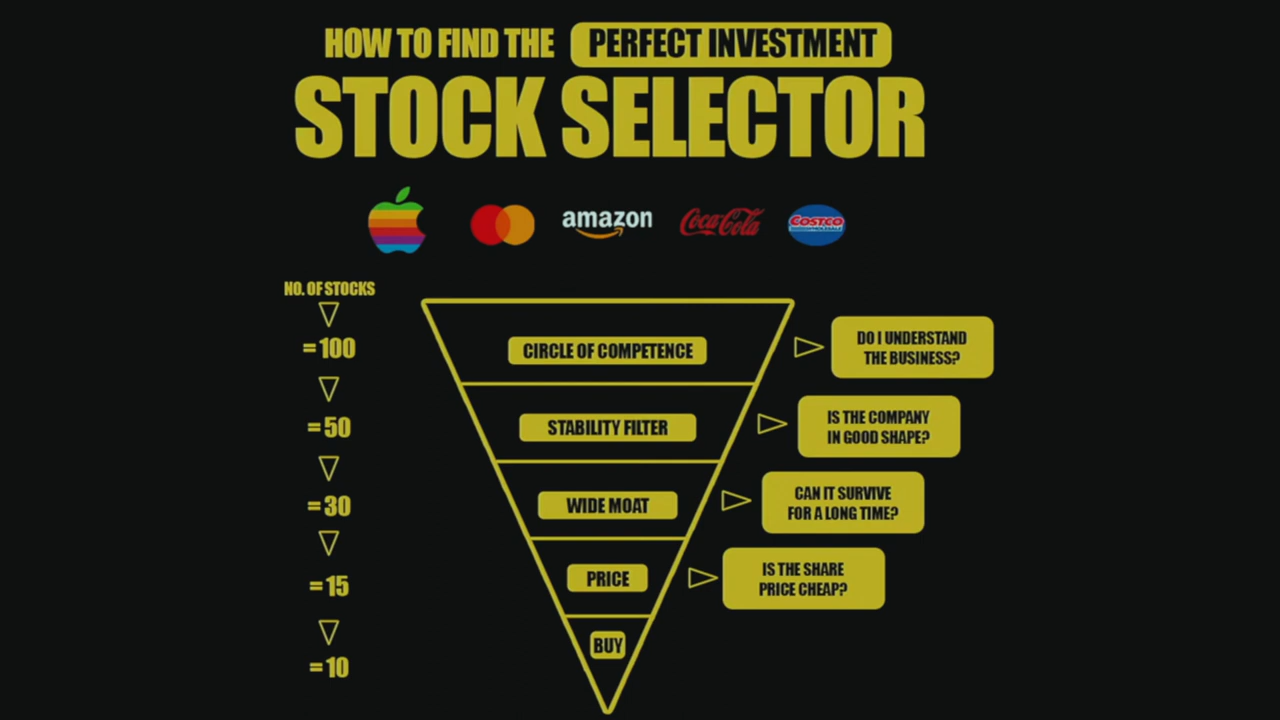 HOW TO FIND THE PERFECT INVESTMENT
STOCK SELECTOR
amazon
Coca-Cola
COSTCO
NO. OF STOCKS
= 100
CIRCLE OF COMPETENCE
DO I UNDERSTAND
THE BUSINESS?
= 50
STABILITY FILTER
IS THE COMPANY
IN GOOD SHAPE?
= 30
WIDE MOAT
CAN IT SURVIVE
FOR A LONG TIME?
= 15
PRICE
IS THE SHARE
PRICE CHEAP?
= 10
BUY